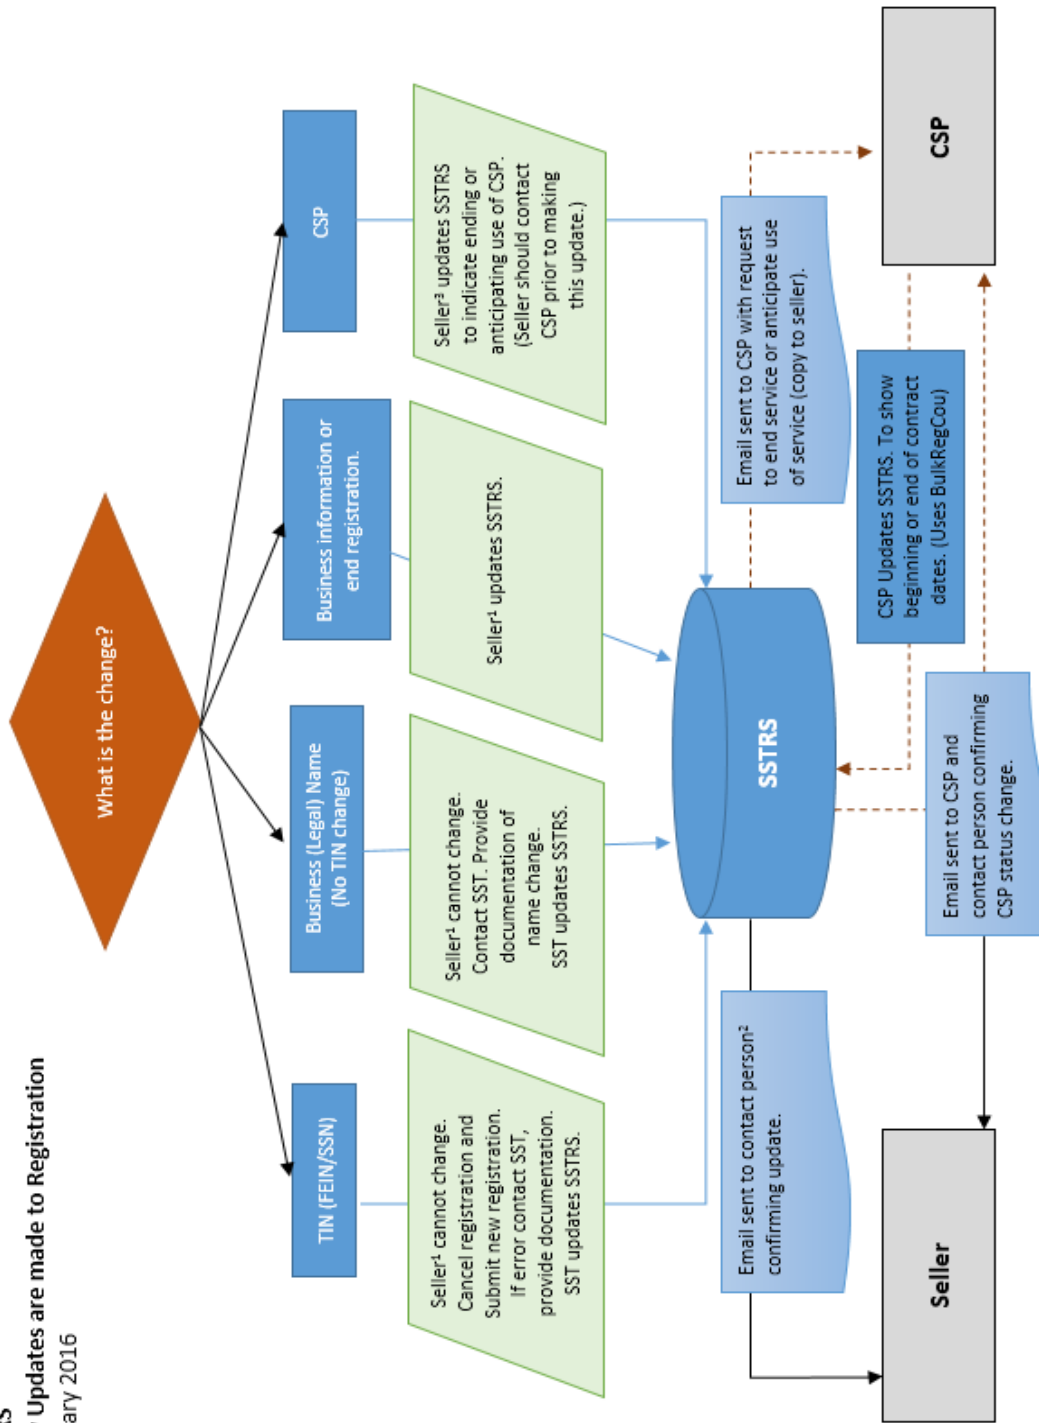 Updates are made to Registration
2016
What is the change?
TIN (FEIN/SSN)
Business (Legal) Name
(No TIN change)
Business information or
end registration.
CSP
Seller¹ cannot change.
Cancel registration and
Submit new registration.
If error contact SST,
provide documentation.
SST updates SSTRS.
Seller¹ cannot change.
Contact SST. Provide
documentation of
name change.
SST updates SSTRS.
Seller¹ updates SSTRS.
Seller³ updates SSTRS
to indicate ending or
anticipating use of CSP.
(Seller should contact
CSP prior to making
this update.)
SSTRS
Email sent to contact person²
confirming update.
Email sent to CSP with request
to end service or anticipate use
of service (copy to seller).
CSP Updates SSTRS. To show
beginning or end of contract
dates. (Uses BulkRegCou)
Email sent to CSP and
contact person confirming
CSP status change.
Seller
CSP